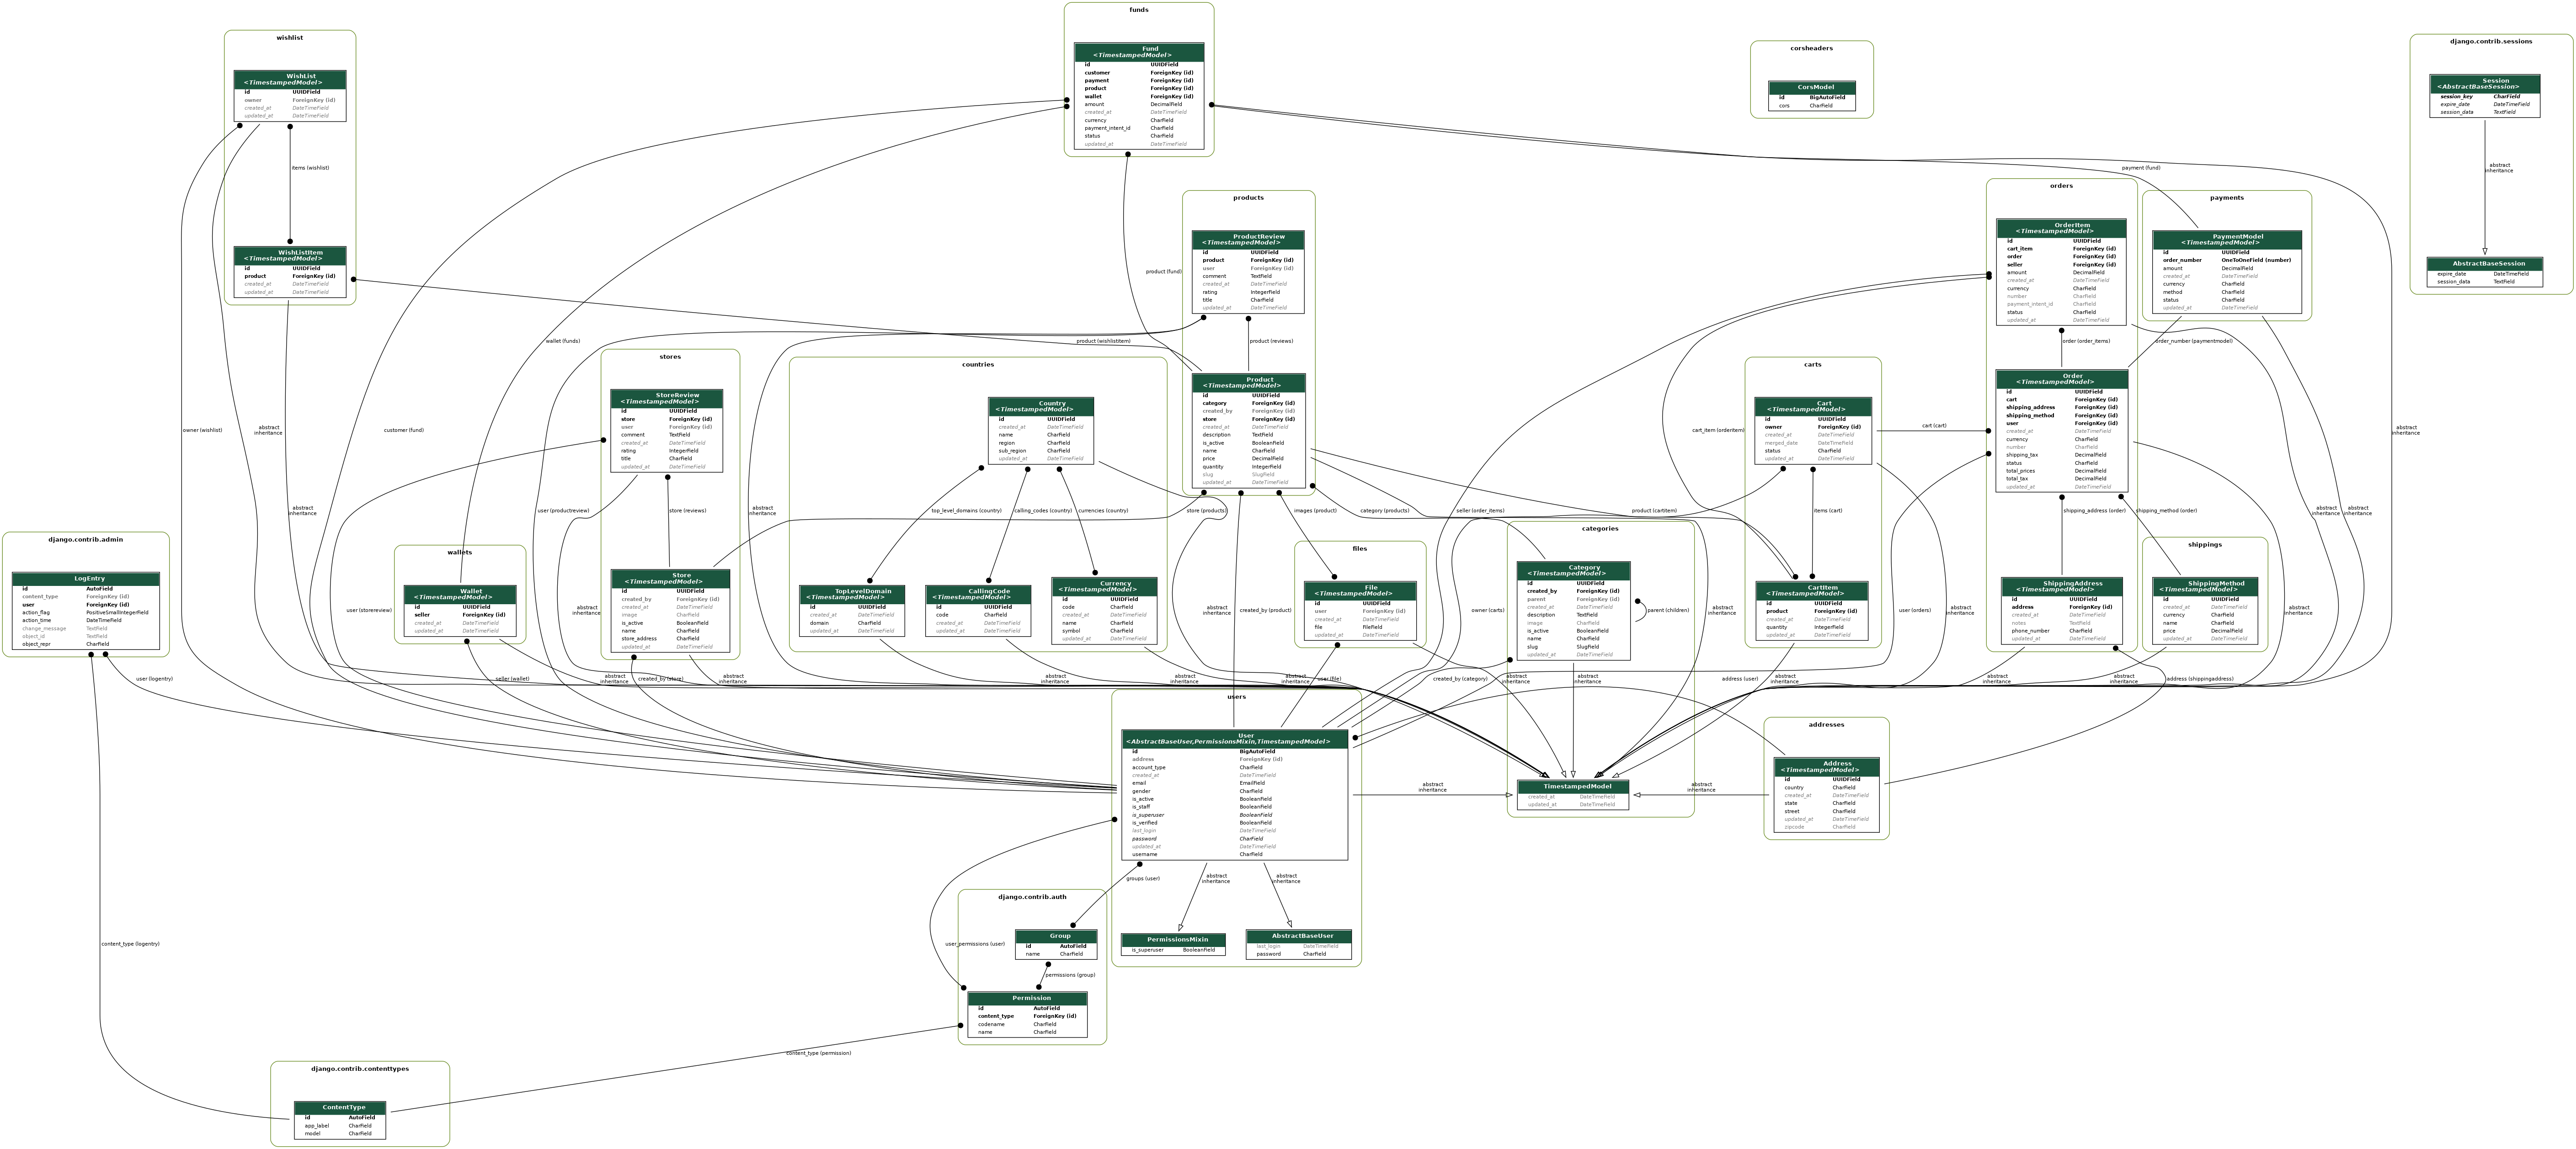 funds
Fund
<TimestampedModel>
id UUIDField
customer ForeignKey (id)
payment ForeignKey (id)
product ForeignKey (id)
wallet ForeignKey (id)
amount DecimalField
created_at DateTimeField
currency CharField
payment_intent_id CharField
status CharField
updated_at DateTimeField
wishlist
WishList
<TimestampedModel>
id UUIDField
owner ForeignKey (id)
created_at DateTimeField
updated_at DateTimeField
items (wishlist)
WishListItem
<TimestampedModel>
id UUIDField
product ForeignKey (id)
created_at DateTimeField
updated_at DateTimeField
corsheaders
CorsModel
id BigAutoField
cors CharField
django.contrib.sessions
Session
<AbstractBaseSession>
session_key CharField
expire_date DateTimeField
session_data TextField
abstract
inheritance
AbstractBaseSession
expire_date DateTimeField
session_data TextField
products
ProductReview
<TimestampedModel>
id UUIDField
product ForeignKey (id)
user ForeignKey (id)
comment TextField
created_at DateTimeField
rating IntegerField
title CharField
updated_at DateTimeField
product (reviews)
Product
<TimestampedModel>
id UUIDField
category ForeignKey (id)
created_by ForeignKey (id)
store ForeignKey (id)
created_at DateTimeField
description TextField
is_active BooleanField
name CharField
price DecimalField
quantity IntegerField
slug SlugField
updated_at DateTimeField
orders
OrderItem
<TimestampedModel>
id UUIDField
cart_item ForeignKey (id)
order ForeignKey (id)
seller ForeignKey (id)
amount DecimalField
created_at DateTimeField
currency CharField
number CharField
payment_intent_id CharField
status CharField
updated_at DateTimeField
order (order_items)
Order
<TimestampedModel>
id UUIDField
cart ForeignKey (id)
shipping_address ForeignKey (id)
shipping_method ForeignKey (id)
user ForeignKey (id)
created_at DateTimeField
currency CharField
number CharField
shipping_tax DecimalField
status CharField
total_prices DecimalField
total_tax DecimalField
updated_at DateTimeField
shipping_address (order)
ShippingAddress
<TimestampedModel>
id UUIDField
address ForeignKey (id)
created_at DateTimeField
notes TextField
phone_number CharField
updated_at DateTimeField
payments
PaymentModel
<TimestampedModel>
id UUIDField
order_number OneToOneField (number)
amount DecimalField
created_at DateTimeField
currency CharField
method CharField
status CharField
updated_at DateTimeField
payment (fund)
order_number (paymentmodel)
shipping_method (order)
shippings
ShippingMethod
<TimestampedModel>
id UUIDField
created_at DateTimeField
currency CharField
name CharField
price DecimalField
updated_at DateTimeField
product (fund)
wallet (funds)
product (wishlistitem)
stores
StoreReview
<TimestampedModel>
id UUIDField
store ForeignKey (id)
user ForeignKey (id)
comment TextField
created_at DateTimeField
rating IntegerField
title CharField
updated_at DateTimeField
store (reviews)
Store
<TimestampedModel>
id UUIDField
created_by ForeignKey (id)
created_at DateTimeField
image CharField
is_active BooleanField
name CharField
store_address CharField
updated_at DateTimeField
countries
Country
<TimestampedModel>
id UUIDField
created_at DateTimeField
name CharField
region CharField
sub_region CharField
updated_at DateTimeField
top_level_domains (country)
calling_codes (country)
currencies (country)
TopLevelDomain
<TimestampedModel>
id UUIDField
created_at DateTimeField
domain CharField
updated_at DateTimeField
CallingCode
<TimestampedModel>
id UUIDField
code CharField
created_at DateTimeField
updated_at DateTimeField
Currency
<TimestampedModel>
id UUIDField
code CharField
created_at DateTimeField
name CharField
symbol CharField
updated_at DateTimeField
carts
Cart
<TimestampedModel>
id UUIDField
owner ForeignKey (id)
created_at DateTimeField
merged_date DateTimeField
status CharField
updated_at DateTimeField
items (cart)
CartItem
<TimestampedModel>
id UUIDField
product ForeignKey (id)
created_at DateTimeField
quantity IntegerField
updated_at DateTimeField
cart (cart)
cart_item (orderitem)
owner (wishlist)
abstract
inheritance
customer (fund)
abstract
inheritance
abstract
inheritance
user (productreview)
abstract
inheritance
store (products)
images (product)
category (products)
seller (order_items)
product (cartitem)
abstract
inheritance
abstract
inheritance
django.contrib.admin
LogEntry
id AutoField
content_type ForeignKey (id)
user ForeignKey (id)
action_flag PositiveSmallIntegerField
action_time DateTimeField
change_message TextField
object_id TextField
object_repr CharField
wallets
Wallet
<TimestampedModel>
id UUIDField
seller ForeignKey (id)
created_at DateTimeField
updated_at DateTimeField
files
File
<TimestampedModel>
id UUIDField
user ForeignKey (id)
created_at DateTimeField
file FileField
updated_at DateTimeField
categories
Category
<TimestampedModel>
id UUIDField
created_by ForeignKey (id)
parent ForeignKey (id)
created_at DateTimeField
description TextField
image CharField
is_active BooleanField
name CharField
slug SlugField
updated_at DateTimeField
parent (children)
user (storereview)
abstract
inheritance
abstract
inheritance
created_by (product)
owner (carts)
abstract
inheritance
user (orders)
abstract
inheritance
abstract
inheritance
user (logentry)
seller (wallet)
abstract
inheritance
created_by (store)
abstract
inheritance
abstract
inheritance
abstract
inheritance
abstract
inheritance
user (file)
created_by (category)
abstract
inheritance
abstract
inheritance
address (user)
abstract
inheritance
abstract
inheritance
abstract
inheritance
address (shippingaddress)
users
User
<AbstractBaseUser,PermissionsMixin,TimestampedModel>
id BigAutoField
address ForeignKey (id)
account_type CharField
created_at DateTimeField
email EmailField
gender CharField
is_active BooleanField
is_staff BooleanField
is_superuser BooleanField
is_verified BooleanField
last_login DateTimeField
password CharField
updated_at DateTimeField
username CharField
abstract
inheritance
TimestampedModel
created_at DateTimeField
updated_at DateTimeField
abstract
inheritance
addresses
Address
<TimestampedModel>
id UUIDField
country CharField
created_at DateTimeField
state CharField
street CharField
updated_at DateTimeField
zipcode CharField
groups (user)
abstract
inheritance
abstract
inheritance
PermissionsMixin
is_superuser BooleanField
AbstractBaseUser
last_login DateTimeField
password CharField
django.contrib.auth
Group
id AutoField
name CharField
user_permissions (user)
permissions (group)
Permission
id AutoField
content_type ForeignKey (id)
codename CharField
name CharField
content_type (logentry)
content_type (permission)
django.contrib.contenttypes
ContentType
id AutoField
app_label CharField
model CharField